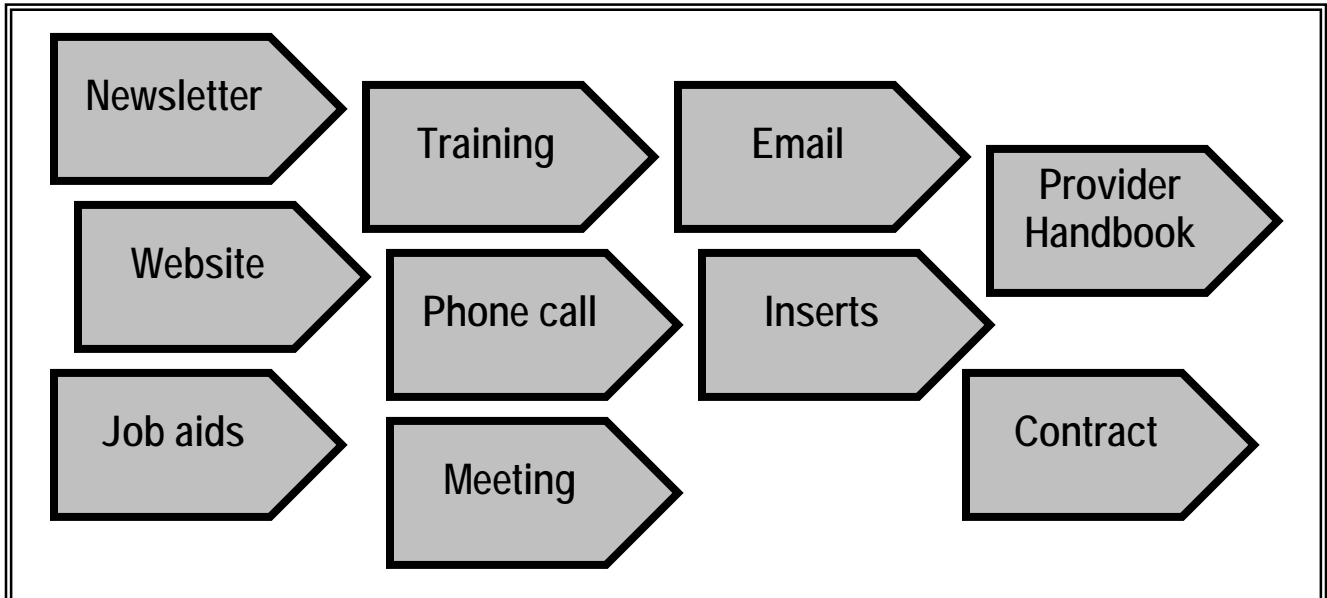 Newsletter
Training
Email
Provider
Handbook
Website
Phone call
Inserts
Job aids
Meeting
Contract